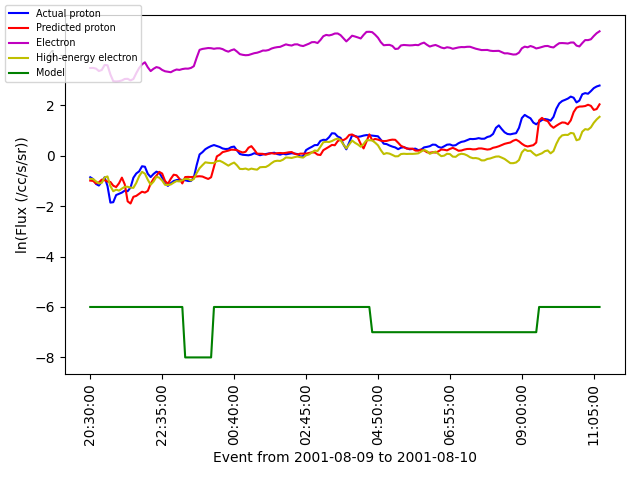 Actual proton
Predicted proton
Electron
High-energy electron
Model
ln(Flux (/cc/s/sr))
2
0
−2
−4
−6
−8
20:30:00
22:35:00
00:40:00
02:45:00
04:50:00
06:55:00
09:00:00
11:05:00
Event from 2001-08-09 to 2001-08-10